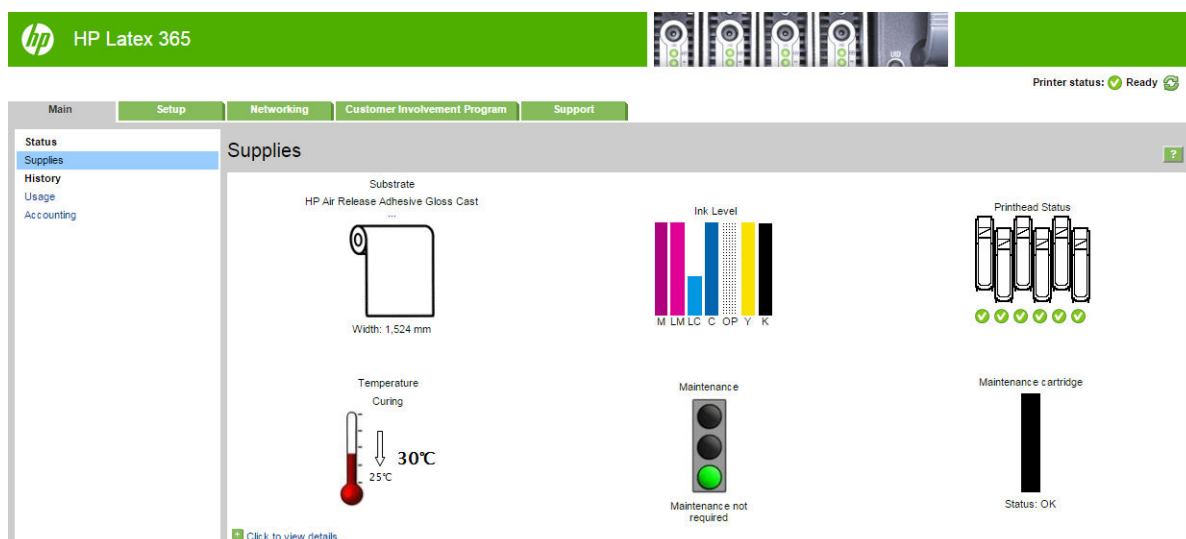 hp HP Latex 365
UID
Printer status: Ready
Main Setup Networking Customer Involvement Program Support
Status
Supplies
History
Usage
Accounting
Supplies
?
Substrate
HP Air Release Adhesive Gloss Cast
...
Width: 1,524 mm
Ink Level
M LM LC C OP Y K
Printhead Status
Temperature
Curing
30℃
25℃
Maintenance
Maintenance not
required
Maintenance cartridge
Status: OK
+ Click to view details